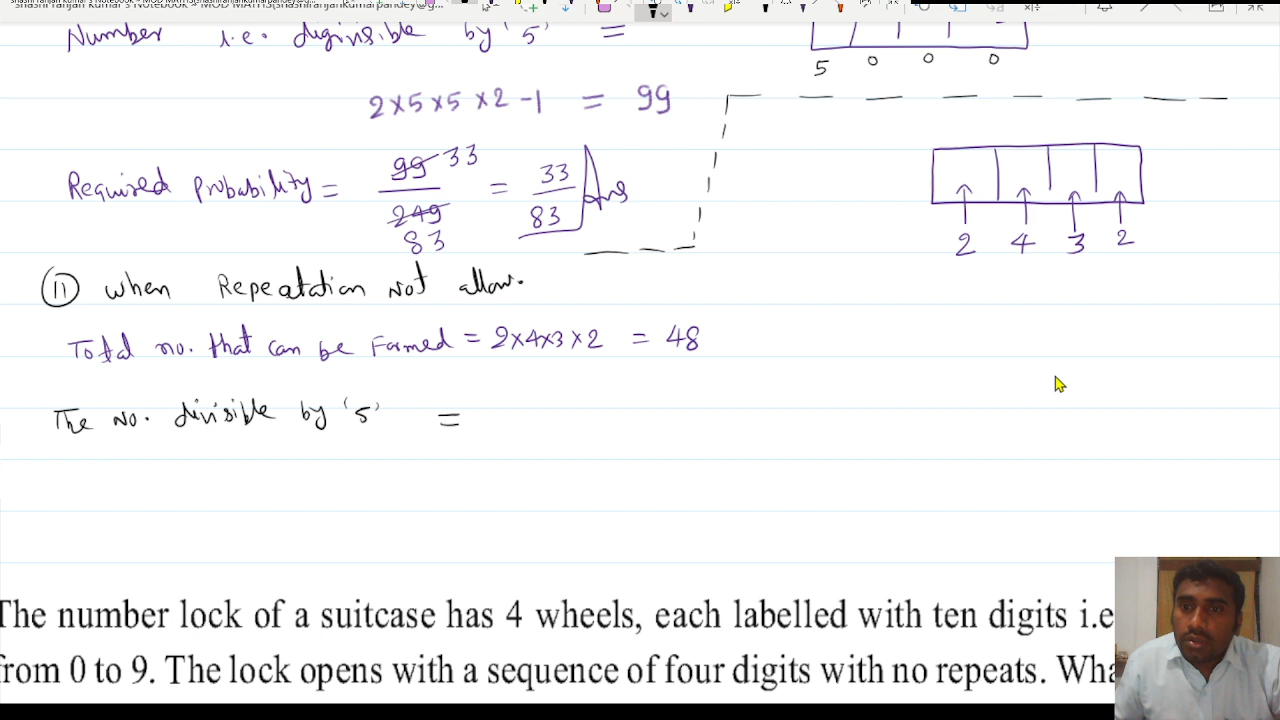 Number i.e. diginisible by '5' =
5 0 0 0
2×5×5×2-1 = 99
Required Probability = 99 33 / 249 83 = 33/83 Ans
2 4 3 2
(11) when Repeatation Not allow.
Total no. that can be Formed = 2×4×3×2 = 48
The No. divisible by '5' =
The number lock of a suitcase has 4 wheels, each labelled with ten digits i.e
from 0 to 9. The lock opens with a sequence of four digits with no repeats. Wha